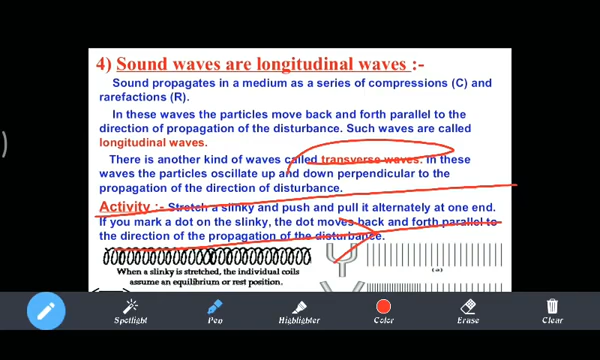 4) Sound waves are longitudinal waves :-
Sound propagates in a medium as a series of compressions (C) and
rarefactions (R).
In these waves the particles move back and forth parallel to the
direction of propagation of the disturbance. Such waves are called
longitudinal waves.
There is another kind of waves called transverse waves. In these
waves the particles oscillate up and down perpendicular to the
propagation of the direction of disturbance.
Activity :- Stretch a slinky and push and pull it alternately at one end.
If you mark a dot on the slinky, the dot moves back and forth parallel to
the direction of the propagation of the disturbance.
When a slinky is stretched, the individual coils
assume an equilibrium or rest position.
(a)
Spotlight
Pen
Highlighter
Color
Erase
Clear